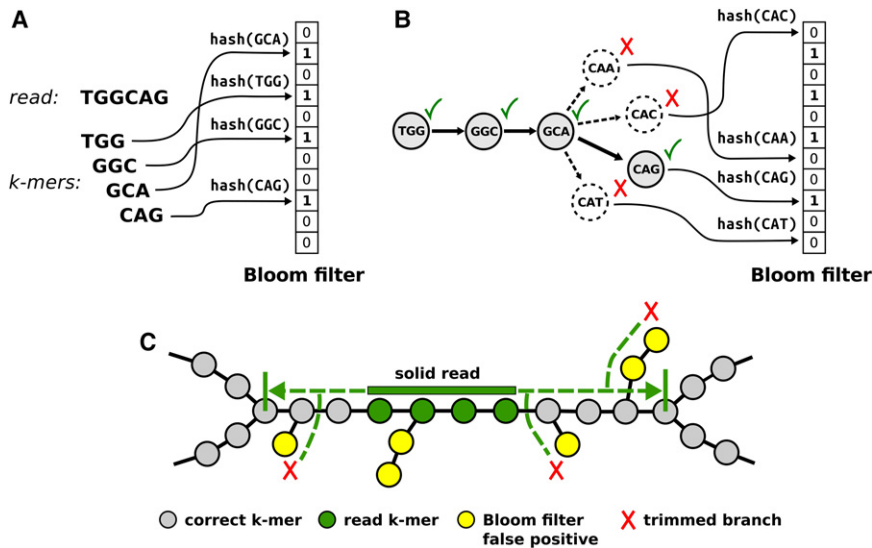 A
hash(GCA)
read: TGGCAG
hash(TGG)
hash(GGC)
k-mers:
TGG
GGC
GCA
CAG
hash(CAG)
0
1
0
1
0
1
0
0
1
0
0
Bloom filter
B
TGG
GGC
GCA
CAA
CAC
CAG
CAT
hash(CAC)
hash(CAA)
hash(CAG)
hash(CAT)
0
1
0
1
0
1
0
0
1
0
0
Bloom filter
C
solid read
correct k-mer
read k-mer
Bloom filter
false positive
trimmed branch